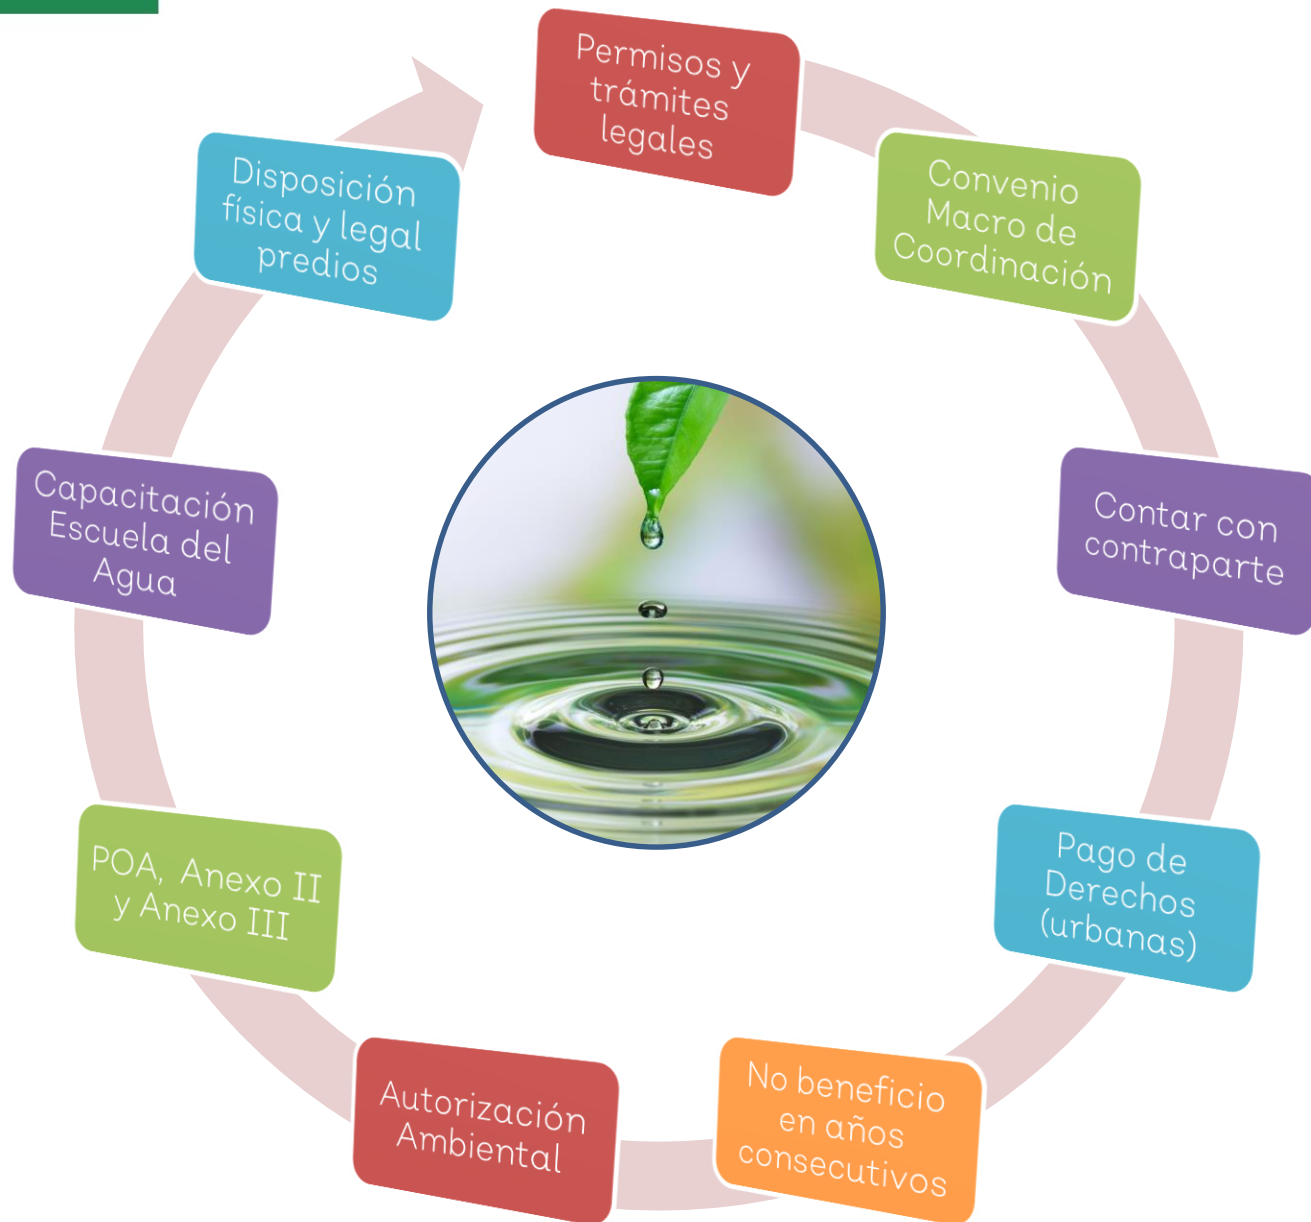 Permisos y
trámites
legales
Convenio
Macro de
Coordinación
Contar con
contraparte
Pago de
Derechos
(urbanas)
No beneficio
en años
consecutivos
Autorización
Ambiental
POA, Anexo II
y Anexo III
Capacitación
Escuela del
Agua
Disposición
física y legal
predios